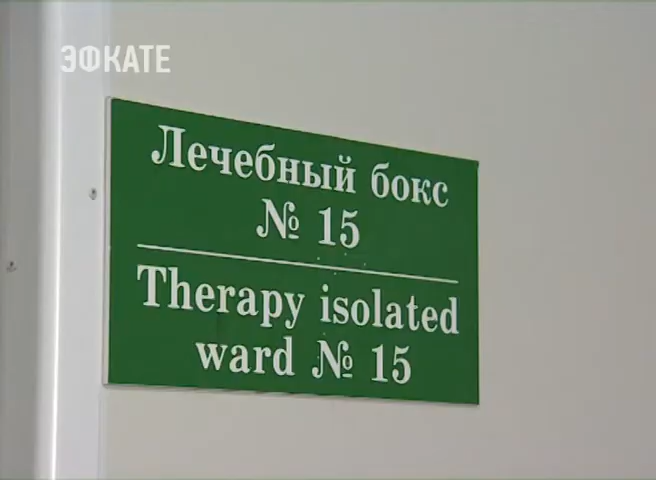 ЭФКАТЕ
Лечебный бокс
№ 15
Therapy isolated
ward № 15